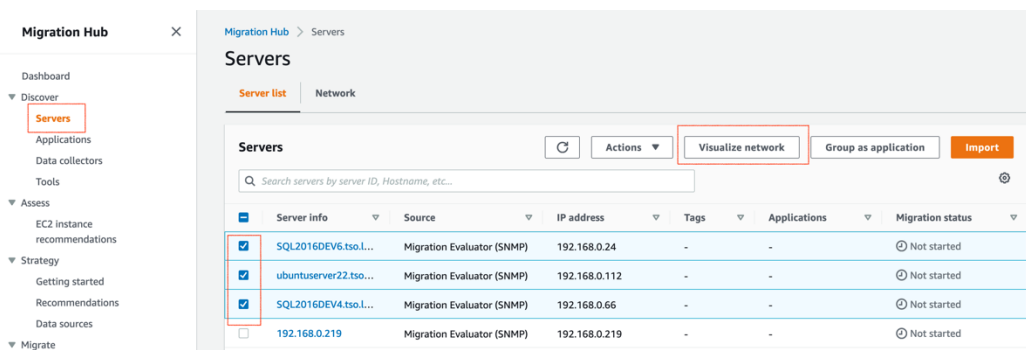 Migration Hub
Dashboard
Discover
Servers
Applications
Data collectors
Tools
Assess
EC2 instance
recommendations
Strategy
Getting started
Recommendations
Data sources
Migrate
Migration Hub > Servers
Servers
Server list Network
Servers Actions Visualize network Group as application Import
Search servers by server ID, Hostname, etc...
Server info Source IP address Tags Applications Migration status
SQL2016DEV6.tso.l... Migration Evaluator (SNMP) 192.168.0.24 - - Not started
ubuntuserver22.tso... Migration Evaluator (SNMP) 192.168.0.112 - - Not started
SQL2016DEV4.tso.l... Migration Evaluator (SNMP) 192.168.0.66 - - Not started
192.168.0.219 Migration Evaluator (SNMP) 192.168.0.219 - - Not started